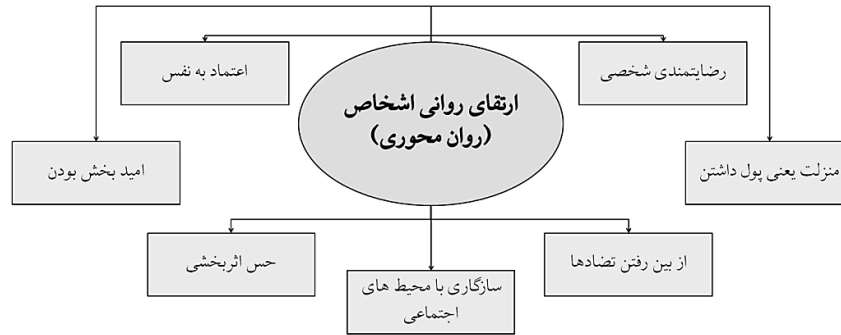 رضایتمندی شخصی
اعتماد به نفس
ارتقای روانی اشخاص
(روان محوری)
منزلت یعنی پول داشتن
امید بخش بودن
از بین رفتن تضادها
حس اثربخشی
سازگاری با محیط های
اجتماعی